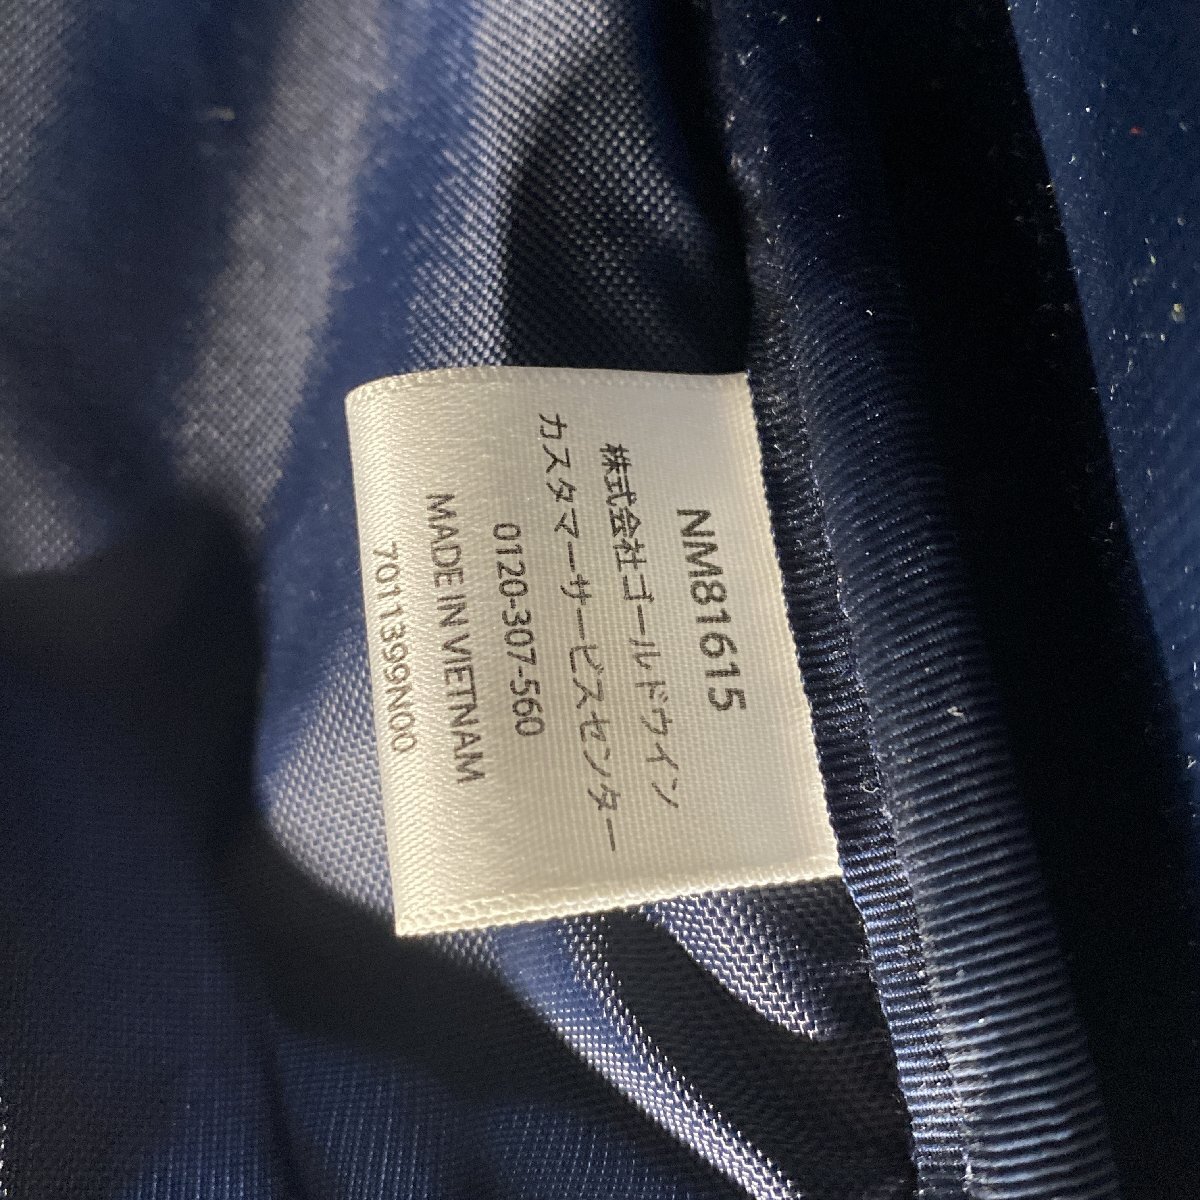 NM81615
株式会社ゴールドウイン
カスタマーサービスセンター
0120-307-560
MADE IN VIETNAM
7011399N00